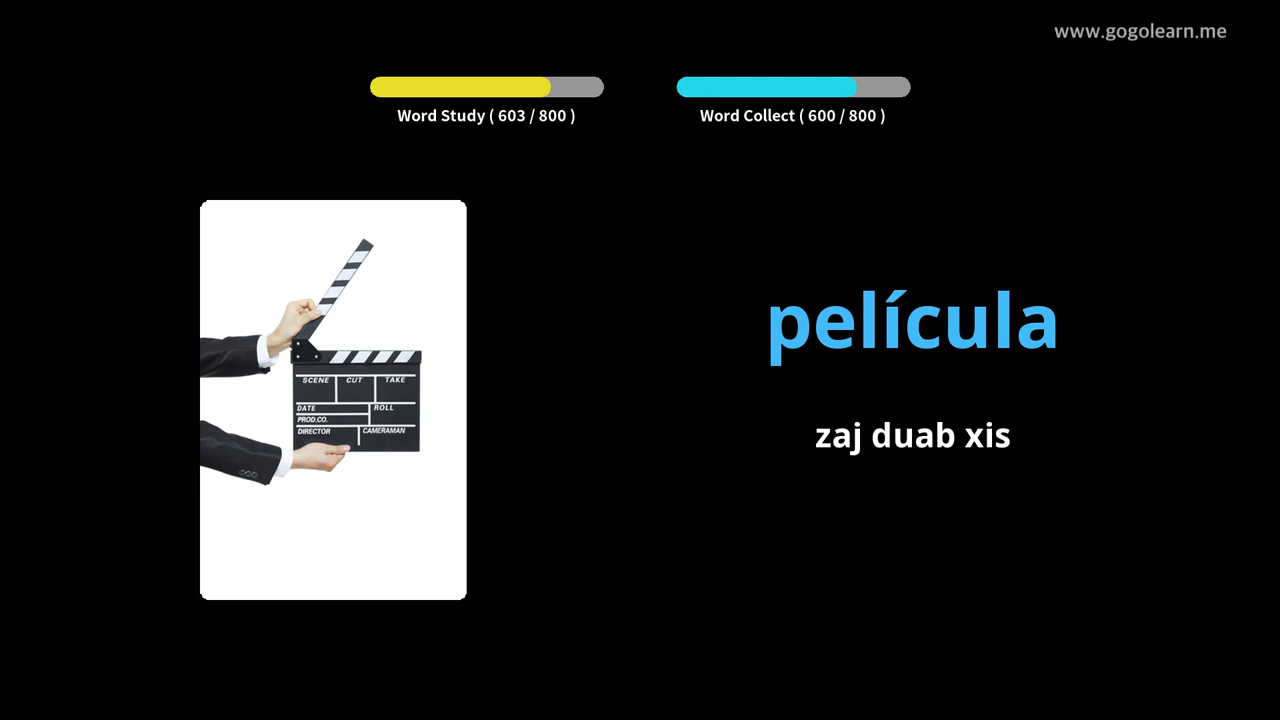 www.gogolearn.me
Word Study ( 603 / 800 )
Word Collect ( 600 / 800 )
SCENE CUT TAKE
DATE ROLL
PROD.CO.
DIRECTOR CAMERAMAN
película
zaj duab xis